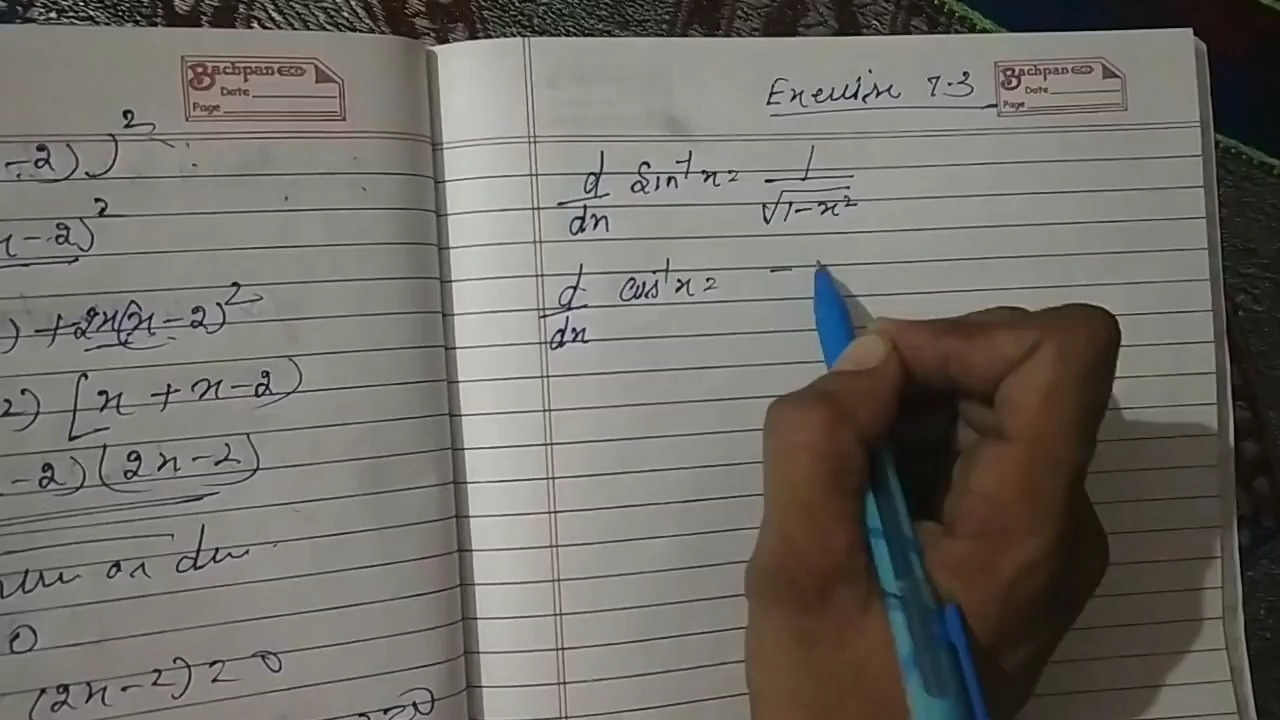 Bachpan
Date
Page
-2))²
x-2)²
) + 2x(x-2)²
2) [x + x-2)
-2)(2x-2)
0
(2x-2) = 0
Exercise 7.3
Bachpan
Date
Page
d/dx Sin⁻¹x = 1/√1-x²
d/dx cos⁻¹x = -